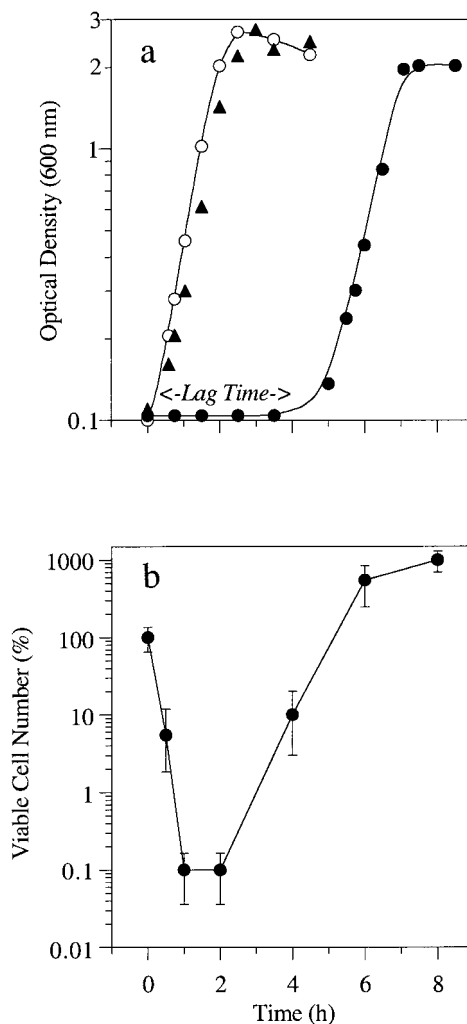 a
3
2
1
0.1
Optical Density (600 nm)
<-Lag Time->
b
1000
100
10
1
0.1
0.01
Viable Cell Number (%)
0 2 4 6 8
Time (h)